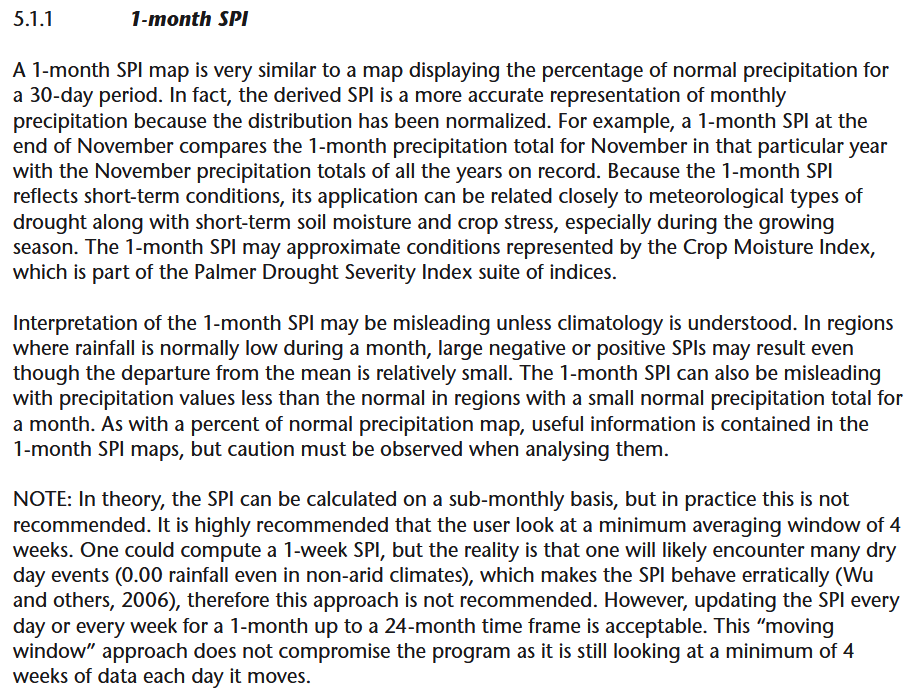 5.1.1 1-month SPI
A 1-month SPI map is very similar to a map displaying the percentage of normal precipitation for
a 30-day period. In fact, the derived SPI is a more accurate representation of monthly
precipitation because the distribution has been normalized. For example, a 1-month SPI at the
end of November compares the 1-month precipitation total for November in that particular year
with the November precipitation totals of all the years on record. Because the 1-month SPI
reflects short-term conditions, its application can be related closely to meteorological types of
drought along with short-term soil moisture and crop stress, especially during the growing
season. The 1-month SPI may approximate conditions represented by the Crop Moisture Index,
which is part of the Palmer Drought Severity Index suite of indices.
Interpretation of the 1-month SPI may be misleading unless climatology is understood. In regions
where rainfall is normally low during a month, large negative or positive SPIs may result even
though the departure from the mean is relatively small. The 1-month SPI can also be misleading
with precipitation values less than the normal in regions with a small normal precipitation total for
a month. As with a percent of normal precipitation map, useful information is contained in the
1-month SPI maps, but caution must be observed when analysing them.
NOTE: In theory, the SPI can be calculated on a sub-monthly basis, but in practice this is not
recommended. It is highly recommended that the user look at a minimum averaging window of 4
weeks. One could compute a 1-week SPI, but the reality is that one will likely encounter many dry
day events (0.00 rainfall even in non-arid climates), which makes the SPI behave erratically (Wu
and others, 2006), therefore this approach is not recommended. However, updating the SPI every
day or every week for a 1-month up to a 24-month time frame is acceptable. This “moving
window” approach does not compromise the program as it is still looking at a minimum of 4
weeks of data each day it moves.